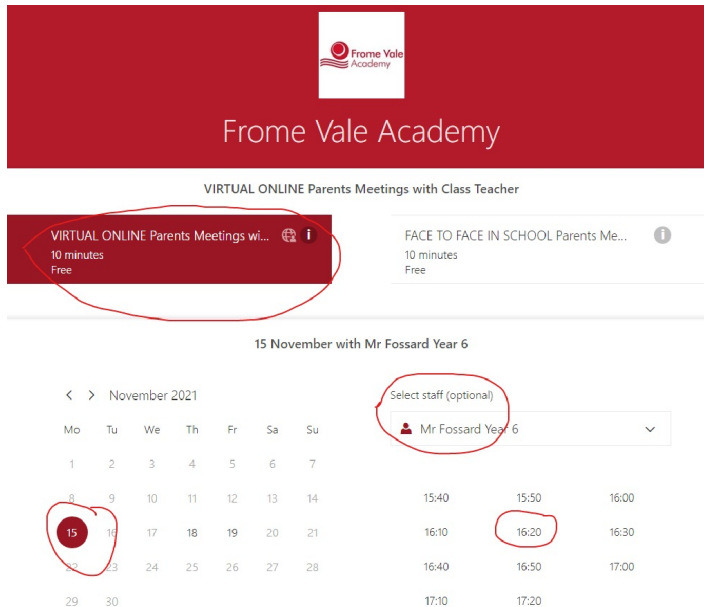 Frome Vale
Academy
Frome Vale Academy
VIRTUAL ONLINE Parents Meetings with Class Teacher
VIRTUAL ONLINE Parents Meetings wi... i
10 minutes
Free
FACE TO FACE IN SCHOOL Parents Me... i
10 minutes
Free
15 November with Mr Fossard Year 6
< > November 2021
Mo Tu We Th Fr Sa Su
1 2 3 4 5 6 7
8 9 10 11 12 13 14
15 16 17 18 19 20 21
22 23 24 25 26 27 28
29 30
Select staff (optional)
Mr Fossard Year 6
15:40 15:50 16:00
16:10 16:20 16:30
16:40 16:50 17:00
17:10 17:20